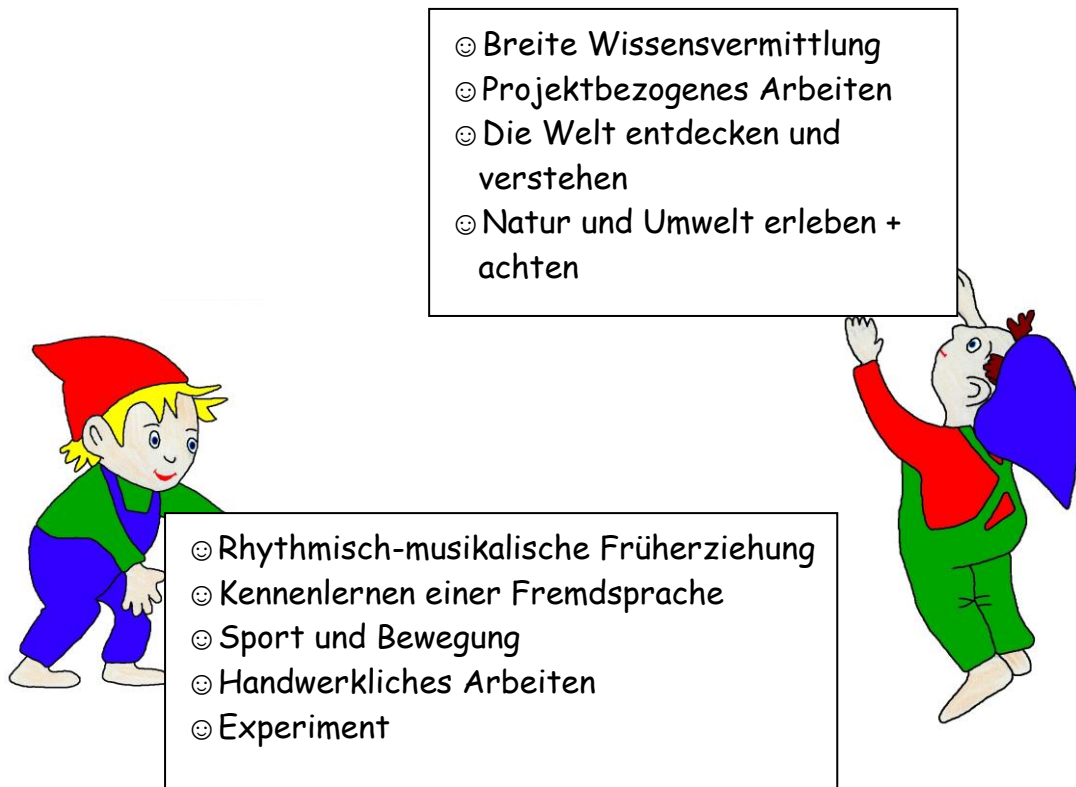 ☺Breite Wissensvermittlung
☺Projektbezogenes Arbeiten
☺Die Welt entdecken und
verstehen
☺Natur und Umwelt erleben +
achten
☺Rhythmisch-musikalische Früherziehung
☺Kennenlernen einer Fremdsprache
☺Sport und Bewegung
☺Handwerkliches Arbeiten
☺Experiment